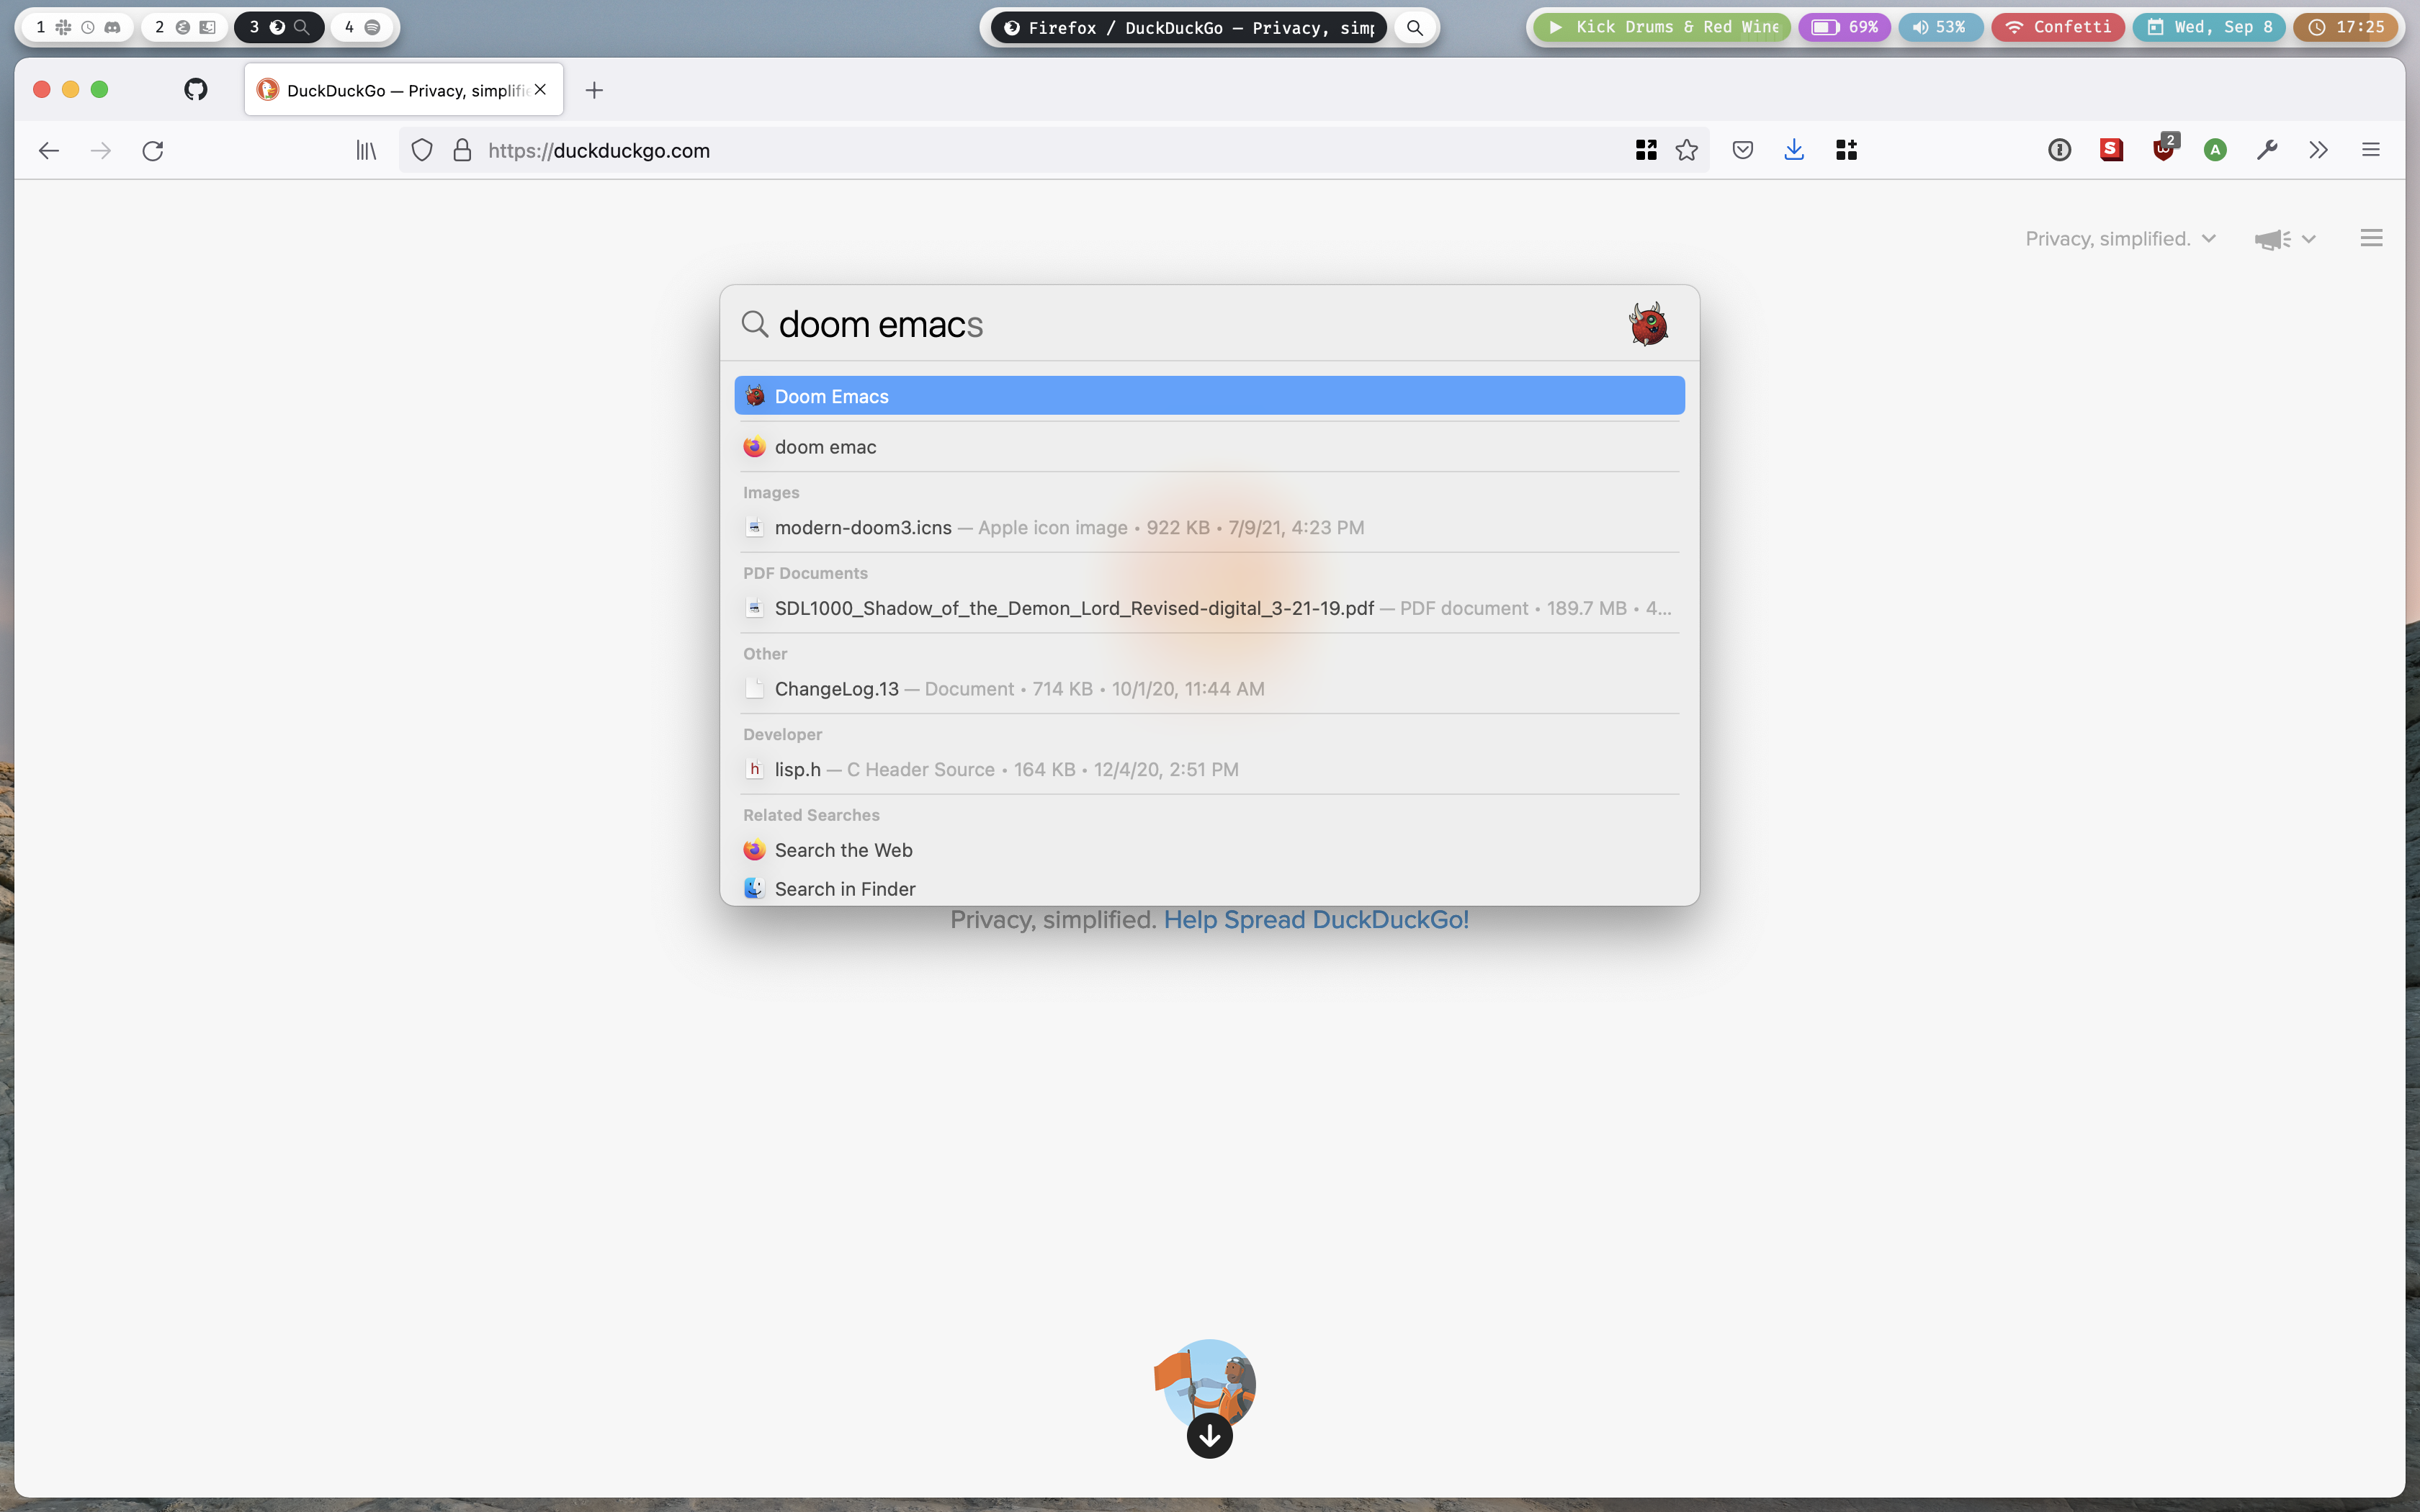 1
2
3
4
Firefox / DuckDuckGo — Privacy, simp
Kick Drums & Red Wine
69%
53%
Confetti
Wed, Sep 8
17:25
DuckDuckGo — Privacy, simplifie
https://duckduckgo.com
S
2
A
Privacy, simplified.
doom emacs
Doom Emacs
doom emac
Images
modern-doom3.icns — Apple icon image • 922 KB • 7/9/21, 4:23 PM
PDF Documents
SDL1000_Shadow_of_the_Demon_Lord_Revised-digital_3-21-19.pdf — PDF document • 189.7 MB • 4...
Other
ChangeLog.13 — Document • 714 KB • 10/1/20, 11:44 AM
Developer
h lisp.h — C Header Source • 164 KB • 12/4/20, 2:51 PM
Related Searches
Search the Web
Search in Finder
Privacy, simplified. Help Spread DuckDuckGo!